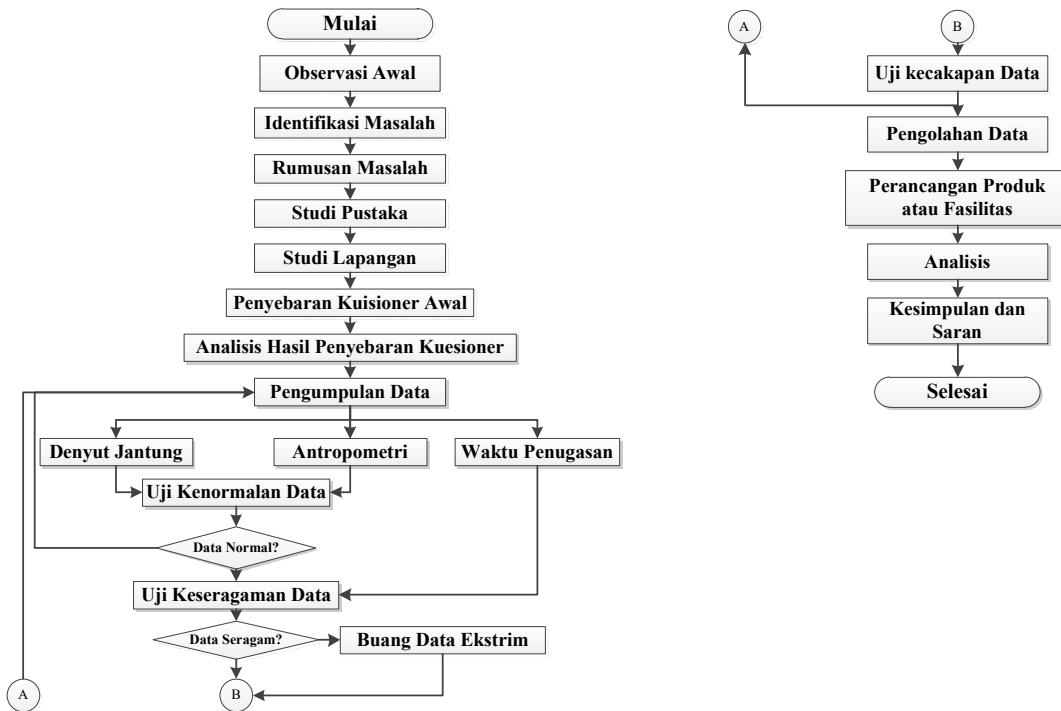 Mulai
Observasi Awal
Identifikasi Masalah
Rumusan Masalah
Studi Pustaka
Studi Lapangan
Penyebaran Kuisioner Awal
Analisis Hasil Penyebaran Kuesioner
Pengumpulan Data
Denyut Jantung
Antropometri
Waktu Penugasan
Uji Kenormalan Data
Data Normal?
Uji Keseragaman Data
Data Seragam?
Buang Data Ekstrim
A
B
A
B
Uji kecakapan Data
Pengolahan Data
Perancangan Produk
atau Fasilitas
Analisis
Kesimpulan dan
Saran
Selesai